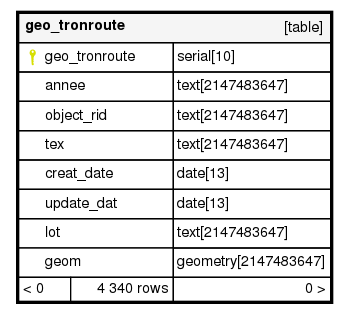 geo_tronroute [table]
geo_tronroute serial[10]
annee text[2147483647]
object_rid text[2147483647]
tex text[2147483647]
creat_date date[13]
update_dat date[13]
lot text[2147483647]
geom geometry[2147483647]
< 0 4 340 rows 0 >